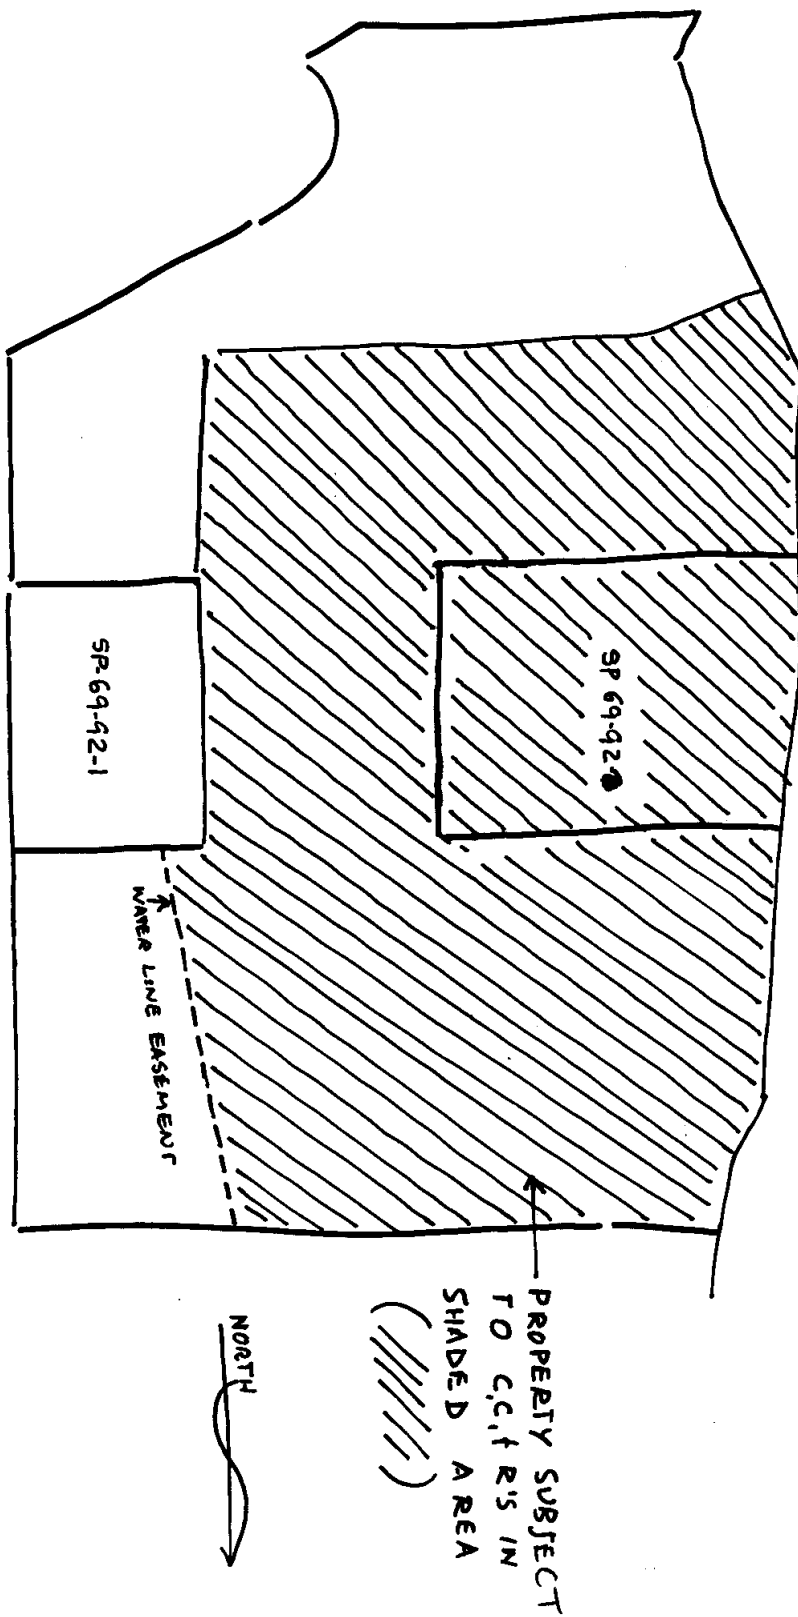 SP-69-92-1
SP 69-92-
WATER LINE EASEMENT
PROPERTY SUBJECT
TO C,C, & R'S IN
SHADED AREA
NORTH